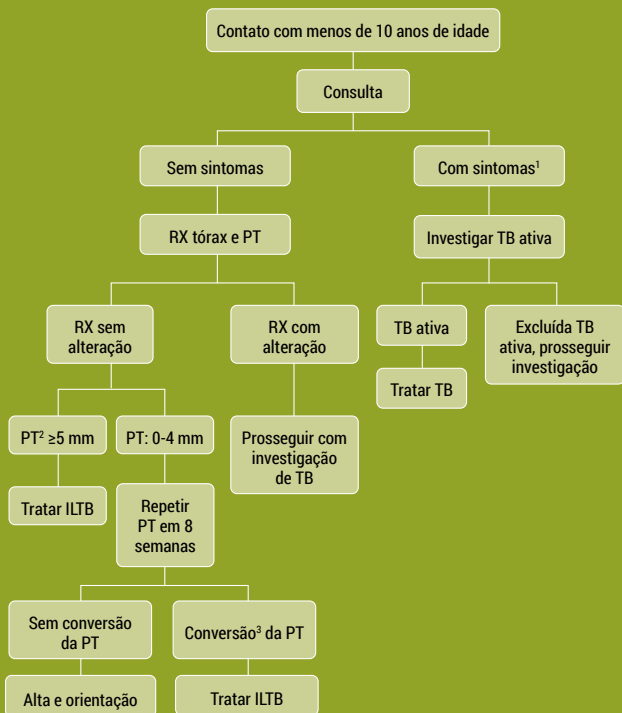 Contato com menos de 10 anos de idade
Consulta
Sem sintomas
Com sintomas¹
RX tórax e PT
Investigar TB ativa
RX sem
alteração
RX com
alteração
TB ativa
Excluída TB
ativa, prosseguir
investigação
Tratar TB
PT² ≥5 mm
PT: 0-4 mm
Prosseguir com
investigação
de TB
Tratar ILTB
Repetir
PT em 8
semanas
Sem conversão
da PT
Conversão³ da PT
Alta e orientação
Tratar ILTB